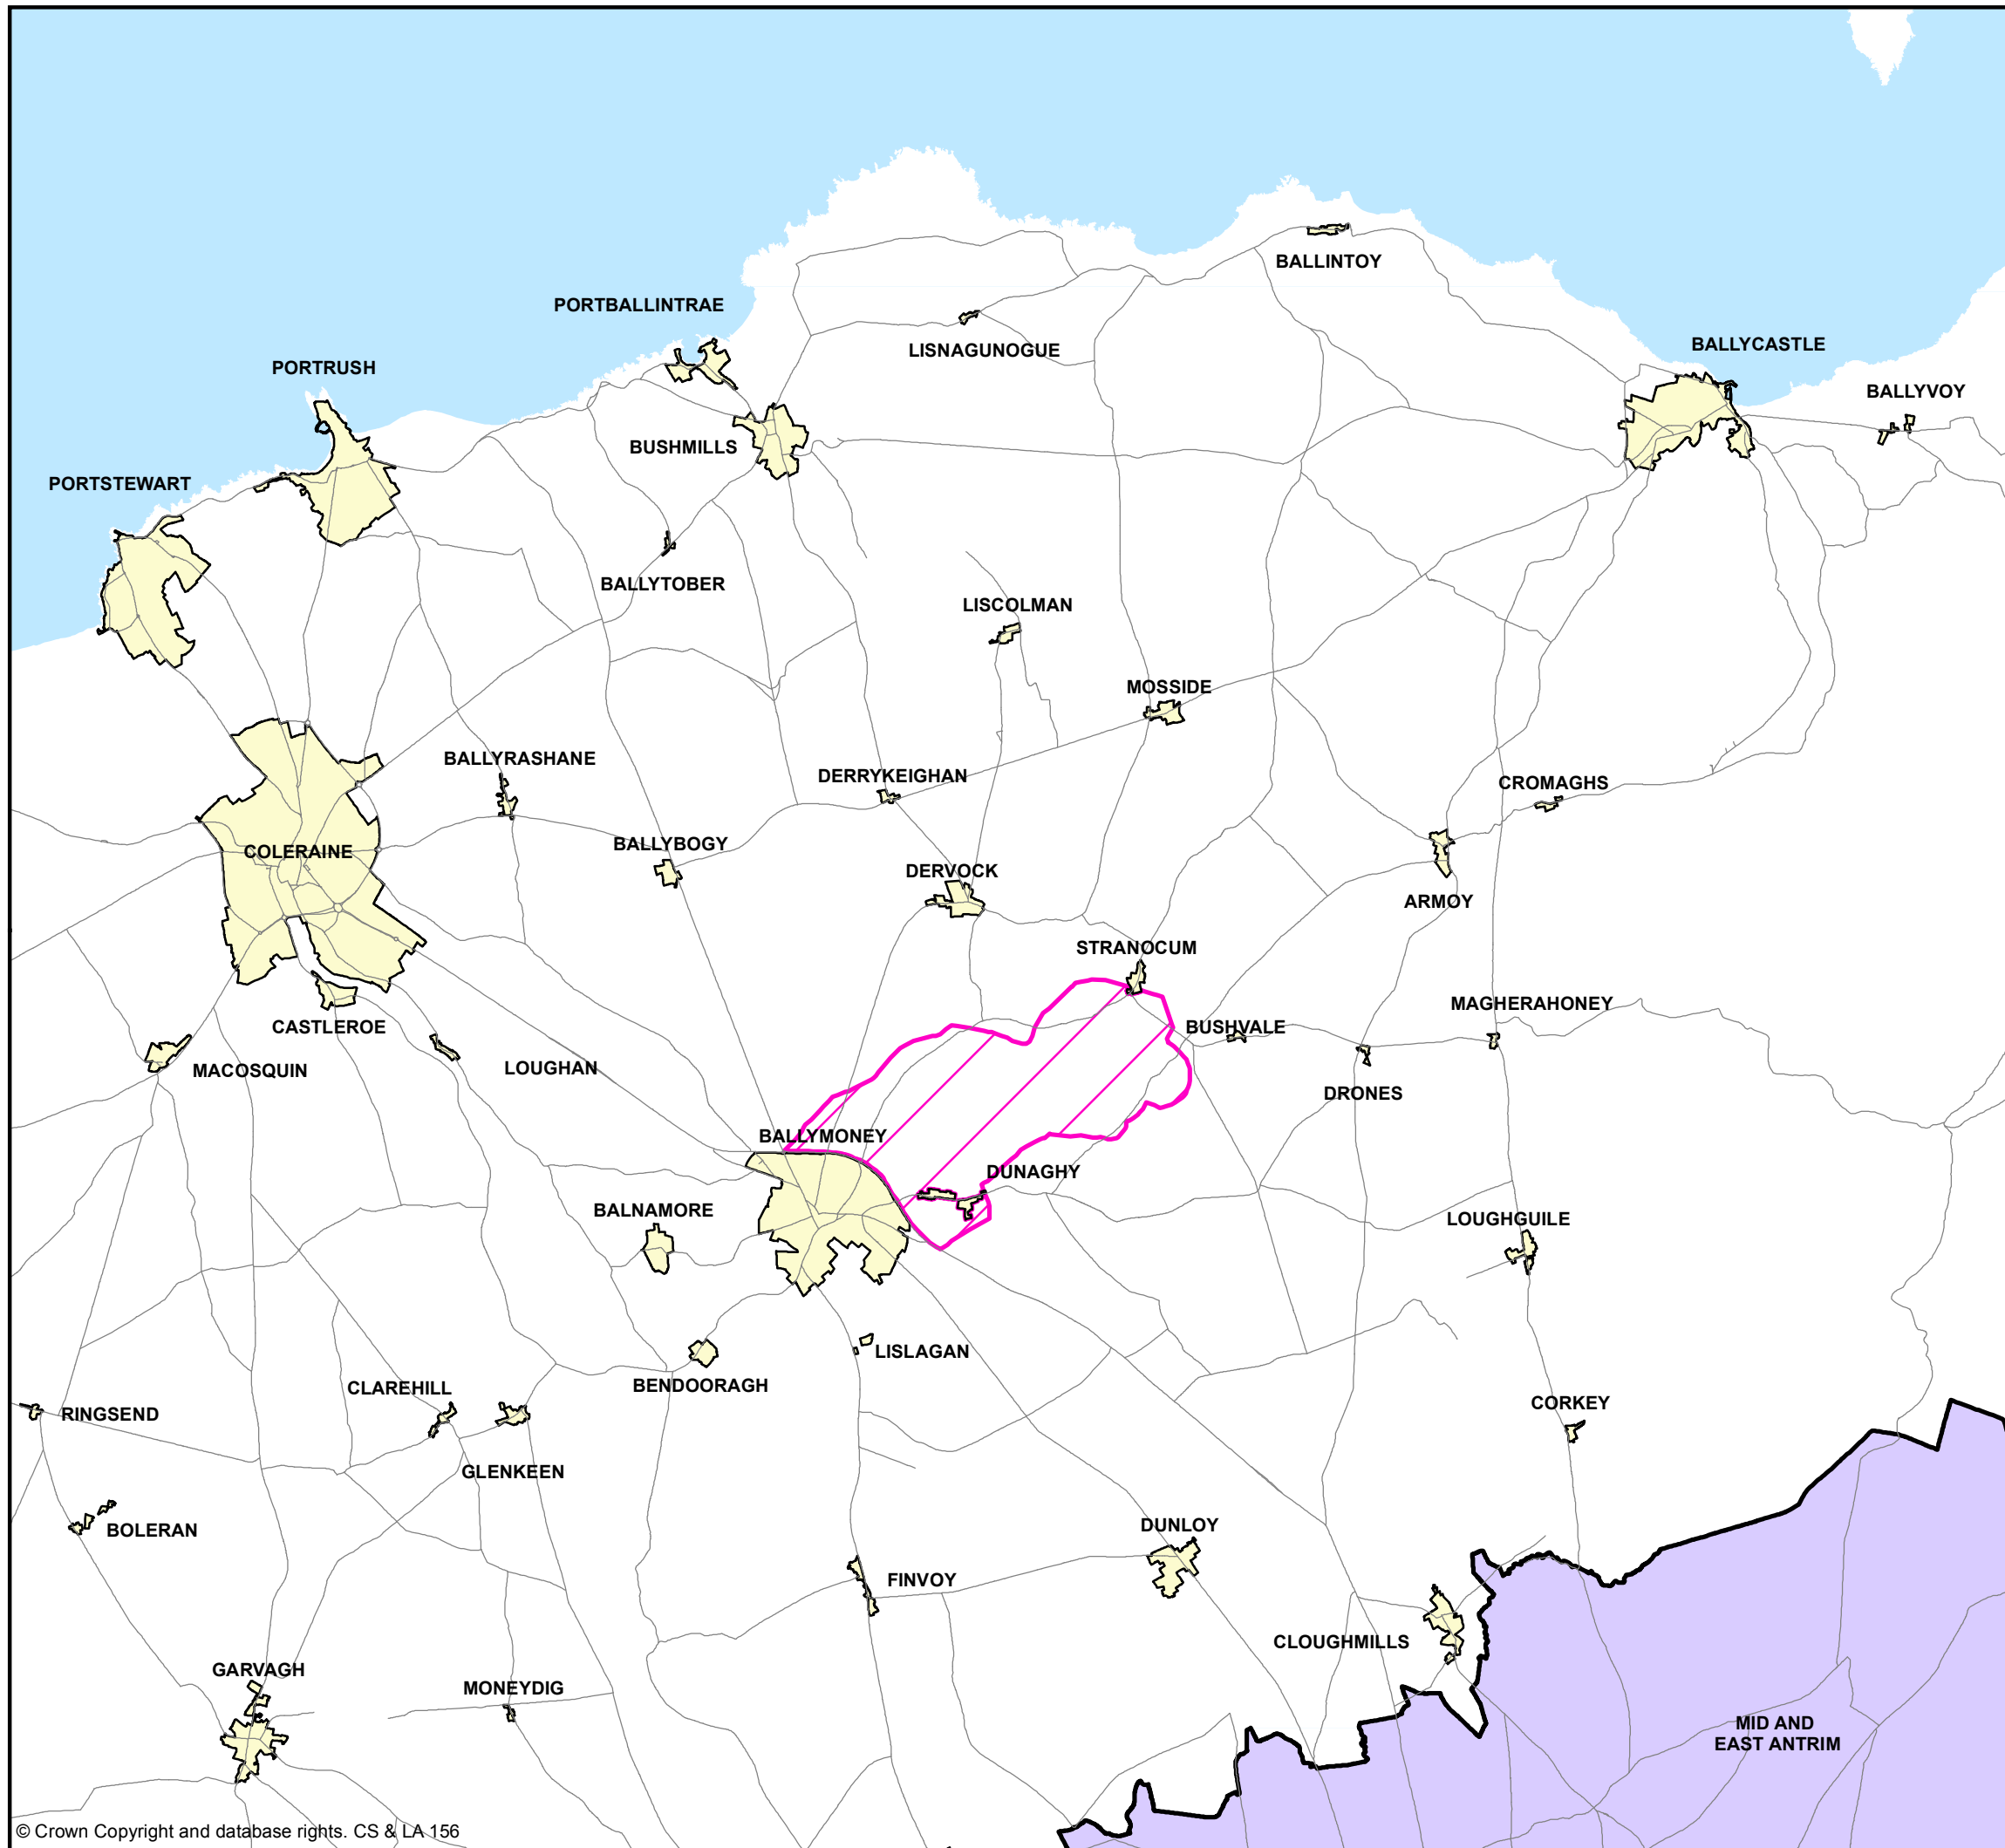 BALLINTOY
PORTBALLINTRAE
LISNAGUNOGUE
BALLYCASTLE
PORTRUSH
BALLYVOY
BUSHMILLS
PORTSTEWART
BALLYTOBER
LISCOLMAN
MOSSIDE
BALLYRASHANE
DERRYKEIGHAN
CROMAGHS
BALLYBOGY
COLERAINE
DERVOCK
ARMOY
STRANOCUM
MAGHERAHONEY
CASTLEROE
BUSHVALE
MACOSQUIN
LOUGHAN
DRONES
BALLYMONEY
DUNAGHY
BALNAMORE
LOUGHGUILE
LISLAGAN
BENDOORAGH
CLAREHILL
CORKEY
RINGSEND
GLENKEEN
BOLERAN
DUNLOY
FINVOY
CLOUGHMILLS
GARVAGH
MONEYDIG
MID AND
EAST ANTRIM
© Crown Copyright and database rights. CS & LA 156